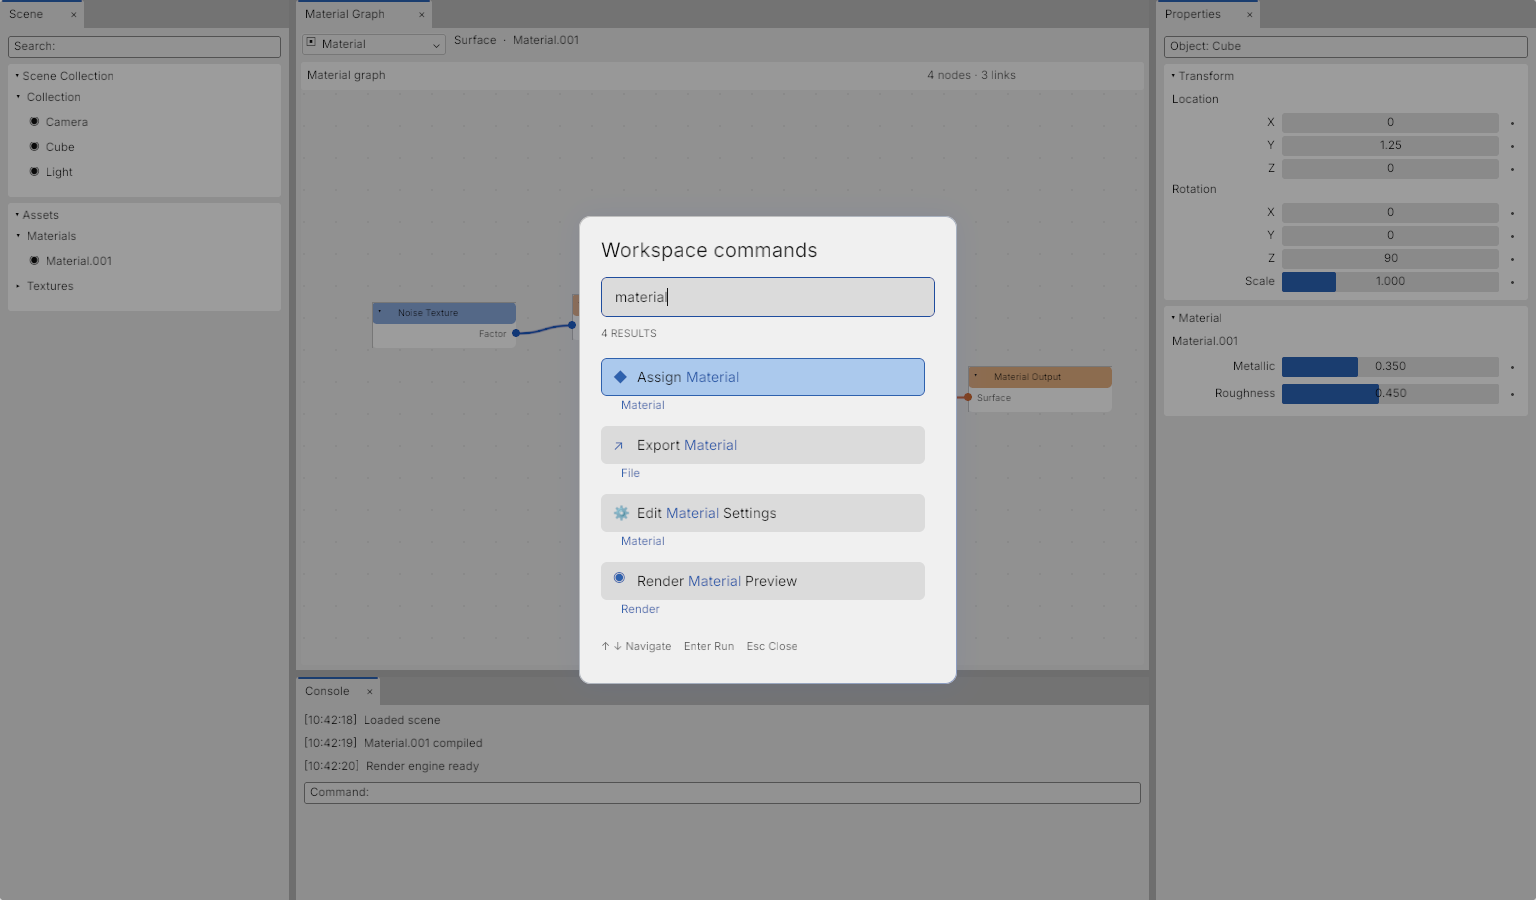 Scene ×
Search:
Scene Collection
Collection
Camera
Cube
Light
Assets
Materials
Material.001
Textures
Material Graph ×
Material
Surface · Material.001
Material graph
4 nodes · 3 links
Noise Texture
Factor
Material Output
Surface
Workspace commands
material
4 RESULTS
Assign Material
Material
Export Material
File
Edit Material Settings
Material
Render Material Preview
Render
↑ ↓ Navigate Enter Run Esc Close
Console ×
[10:42:18] Loaded scene
[10:42:19] Material.001 compiled
[10:42:20] Render engine ready
Command:
Properties ×
Object: Cube
Transform
Location
X 0
Y 1.25
Z 0
Rotation
X 0
Y 0
Z 90
Scale 1.000
Material
Material.001
Metallic 0.350
Roughness 0.450